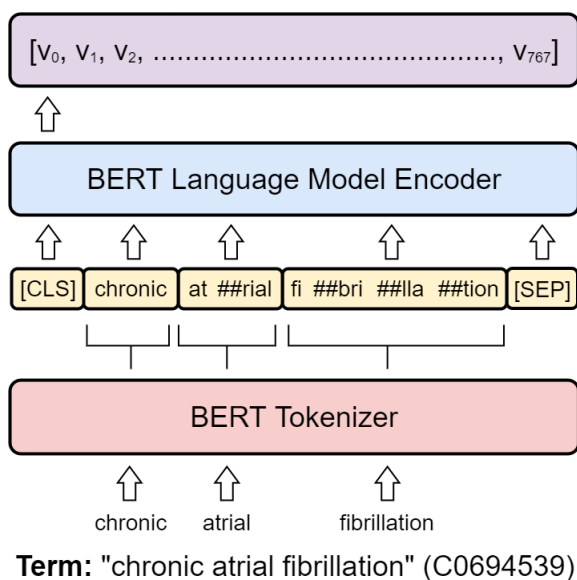 [v₀, v₁, v₂, ............................................, v₇₆₇]
BERT Language Model Encoder
[CLS] chronic at ##rial fi ##bri ##lla ##tion [SEP]
BERT Tokenizer
chronic atrial fibrillation
Term: "chronic atrial fibrillation" (C0694539)